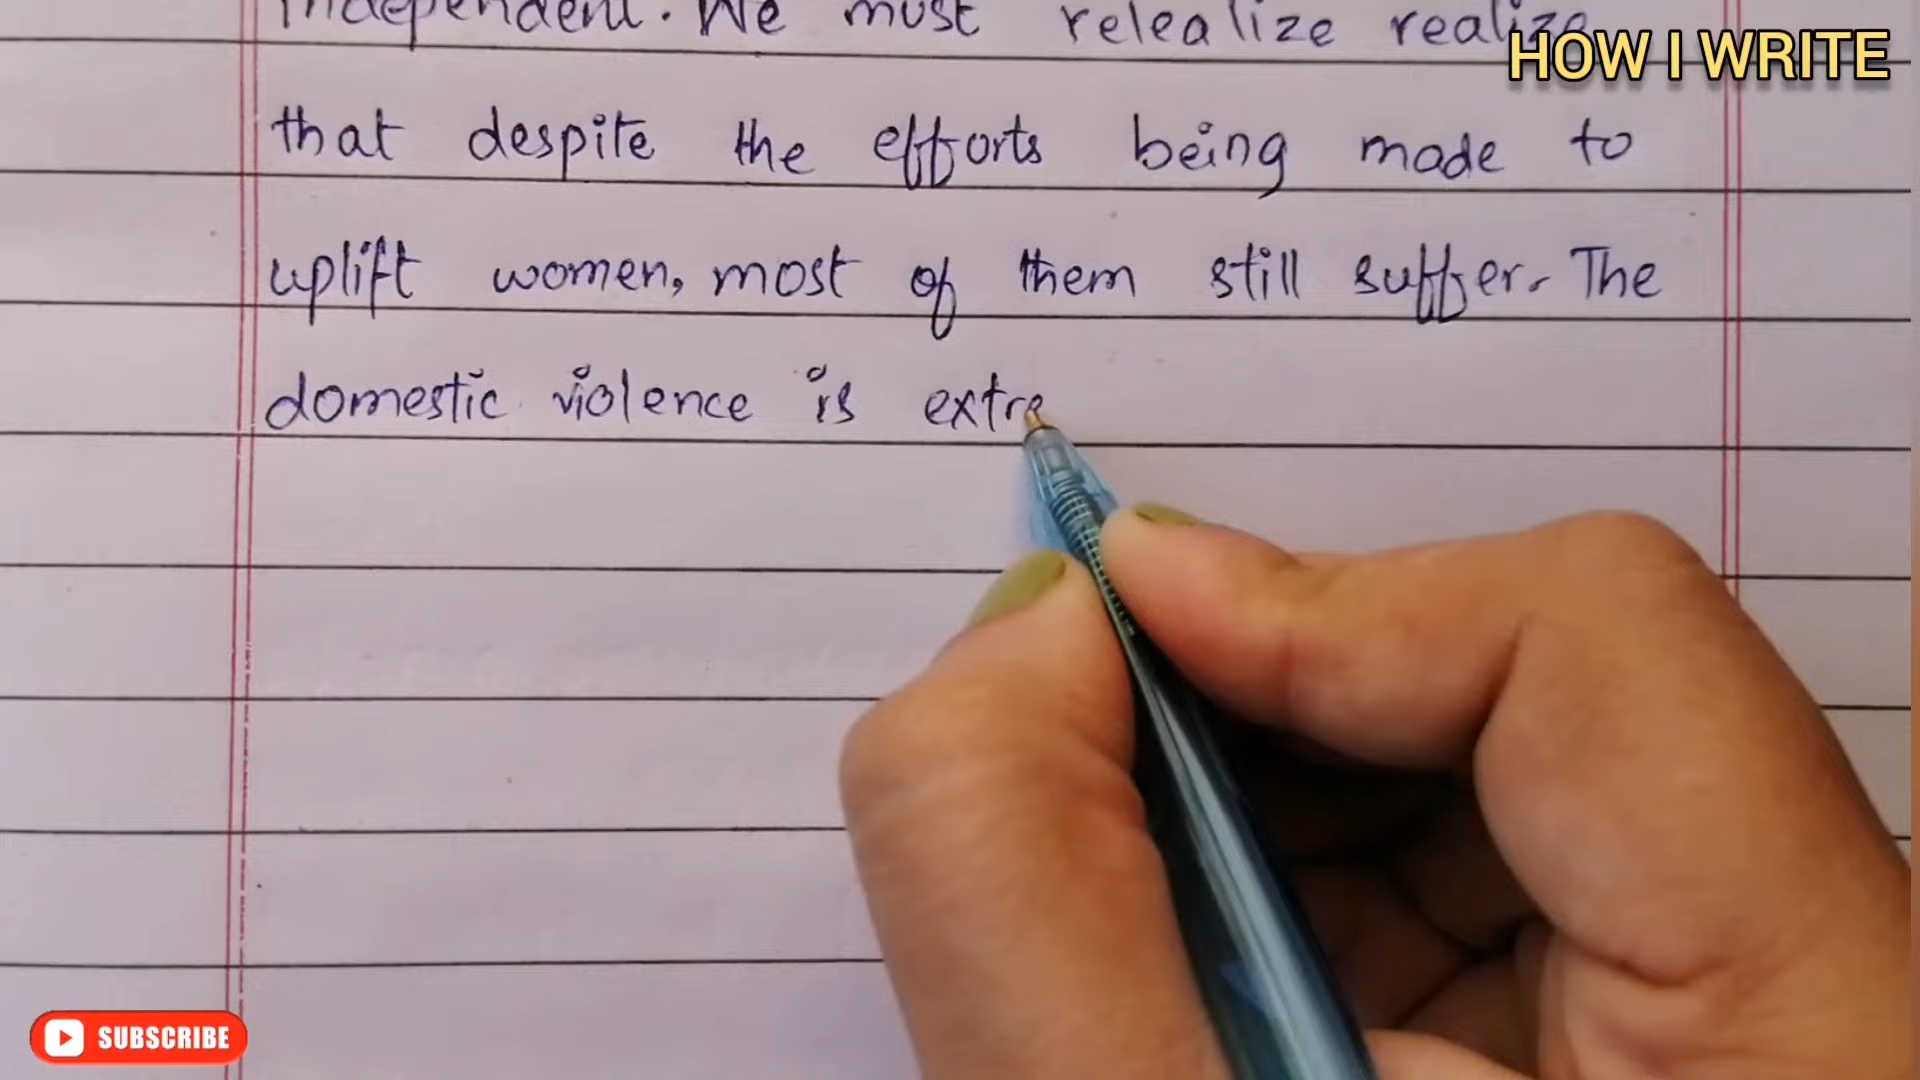 independent. We must relealize realize
HOW I WRITE
that despite the efforts being made to
uplift women, most of them still suffer. The
domestic violence is extre
SUBSCRIBE